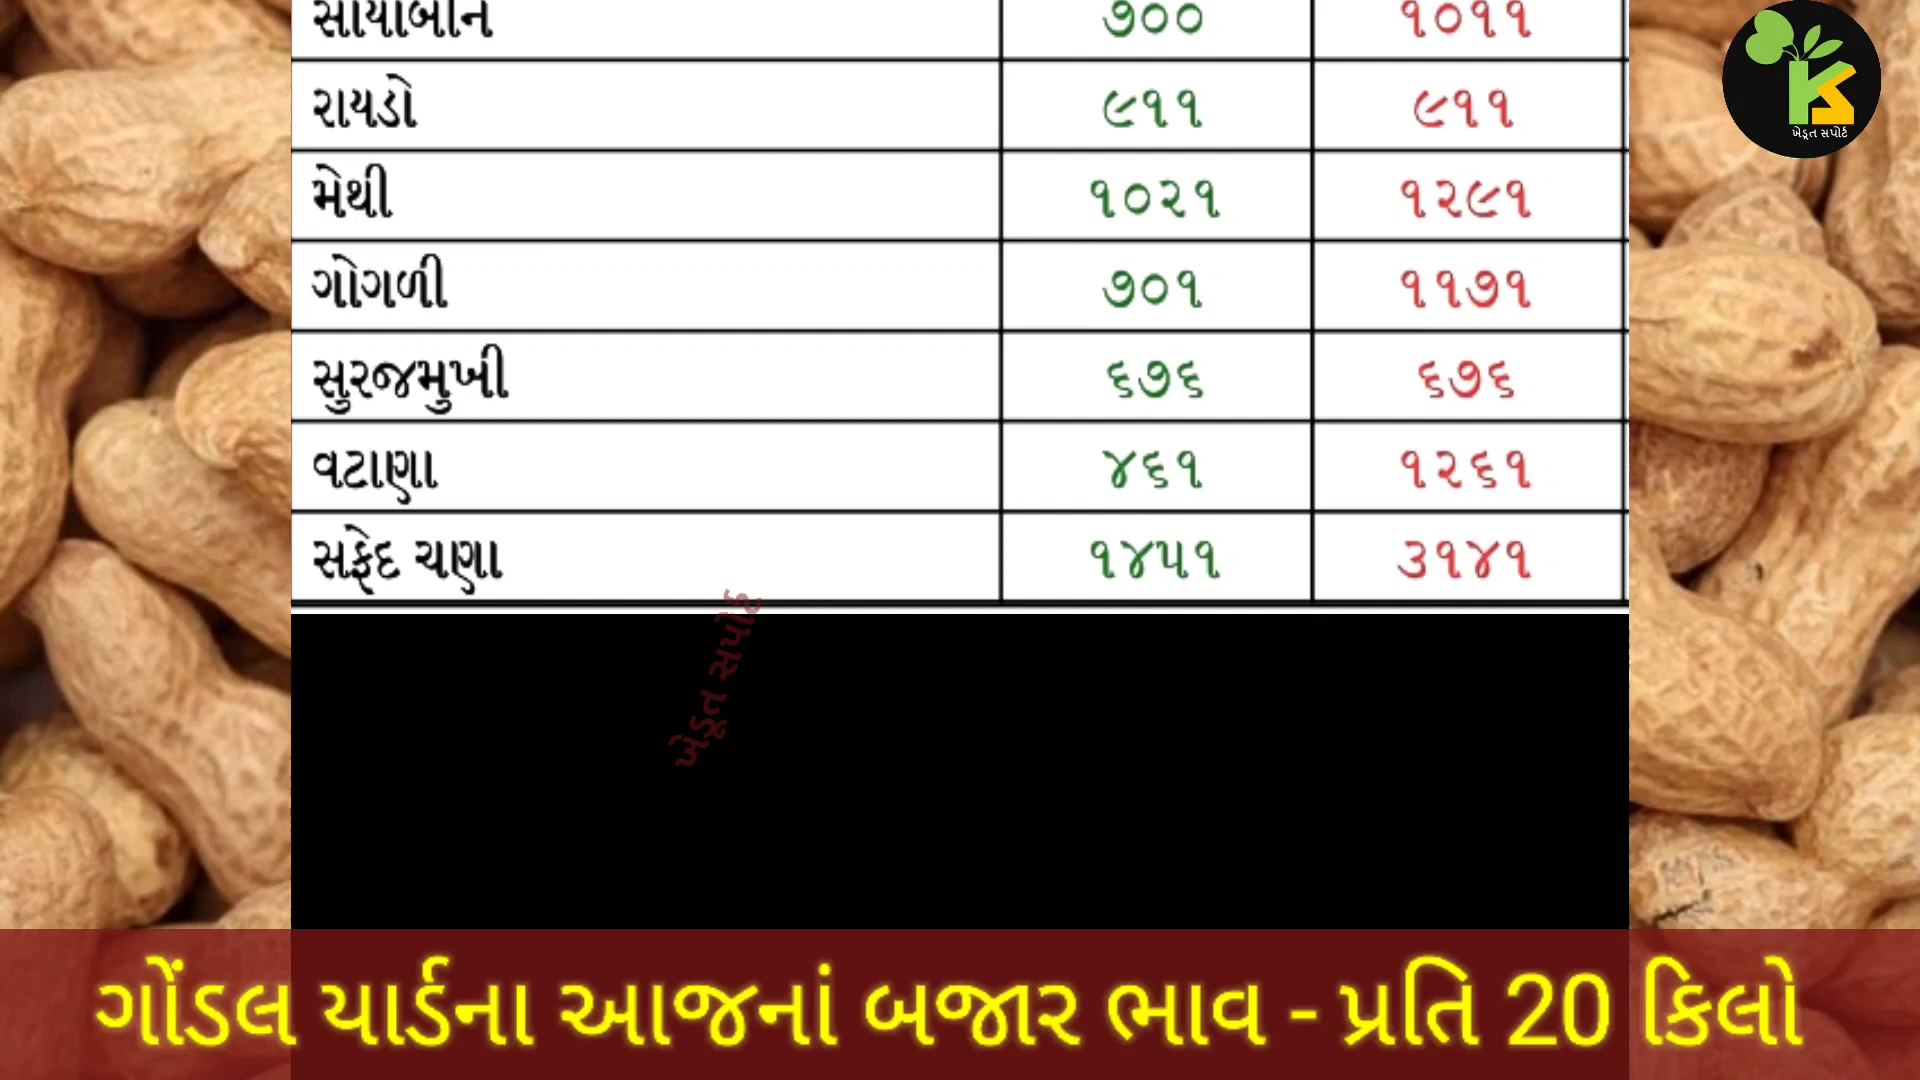 સોયાબીન ૭૦૦ ૧૦૧૧
રાયડો ૯૧૧ ૯૧૧
મેથી ૧૦૨૧ ૧૨૯૧
ગોગળી ૭૦૧ ૧૧૭૧
સુરજમુખી ૬૭૬ ૬૭૬
વટાણા ૪૬૧ ૧૨૬૧
સફેદ ચણા ૧૪૫૧ ૩૧૪૧
ખેડૂત સપોર્ટ
ખેડૂત સપોર્ટ
ગોંડલ યાર્ડના આજનાં બજાર ભાવ - પ્રતિ 20 કિલો